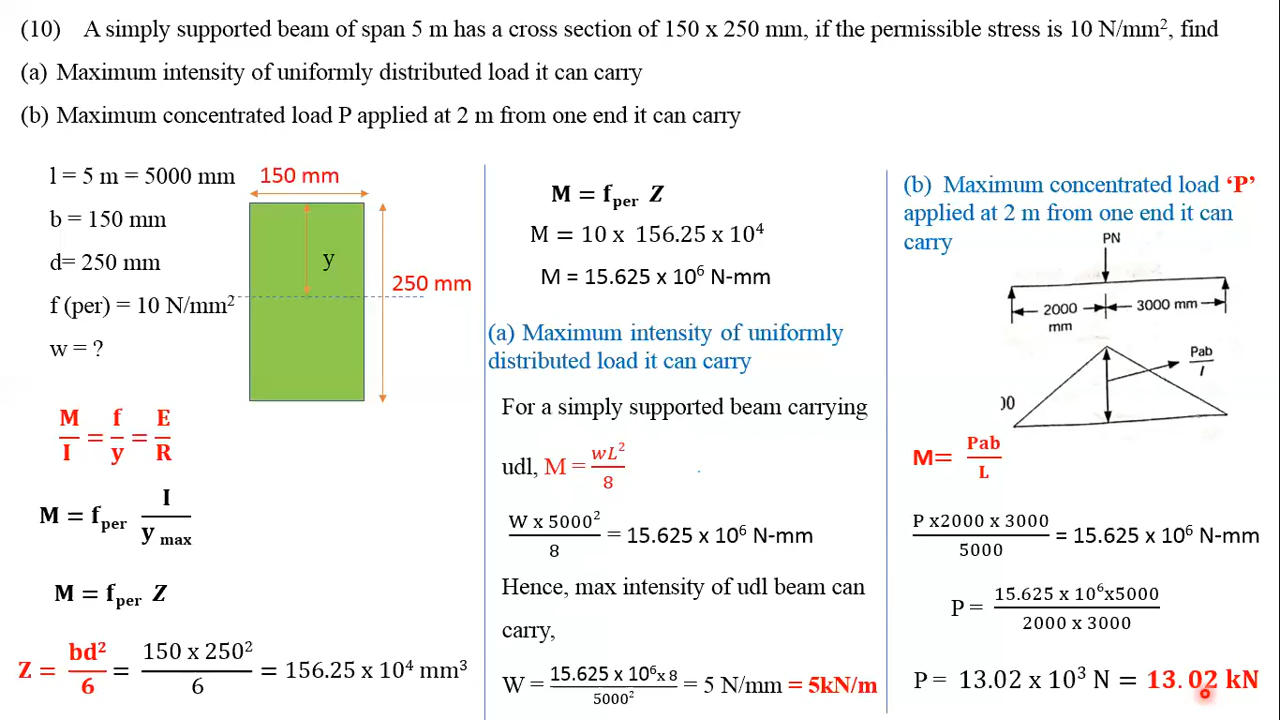 (10) A simply supported beam of span 5 m has a cross section of 150 x 250 mm, if the permissible stress is 10 N/mm², find
(a) Maximum intensity of uniformly distributed load it can carry
(b) Maximum concentrated load P applied at 2 m from one end it can carry
l = 5 m = 5000 mm
b = 150 mm
d= 250 mm
f (per) = 10 N/mm²
w = ?
150 mm
y
250 mm
M/I = f/y = E/R
M = f_per I/y_max
M = f_per Z
Z = bd²/6 = 150 x 250²/6 = 156.25 x 10⁴ mm³
M = f_per Z
M = 10 x 156.25 x 10⁴
M = 15.625 x 10⁶ N-mm
(a) Maximum intensity of uniformly
distributed load it can carry
For a simply supported beam carrying
udl, M = wL²/8
W x 5000²/8 = 15.625 x 10⁶ N-mm
Hence, max intensity of udl beam can
carry,
W = 15.625 x 10⁶x 8/5000² = 5 N/mm = 5kN/m
(b) Maximum concentrated load ‘P’
applied at 2 m from one end it can
carry
PN
2000
mm
3000 mm
Pab/l
00
M= Pab/L
P x2000 x 3000/5000 = 15.625 x 10⁶ N-mm
P = 15.625 x 10⁶x5000/2000 x 3000
P = 13.02 x 10³ N = 13.02 kN